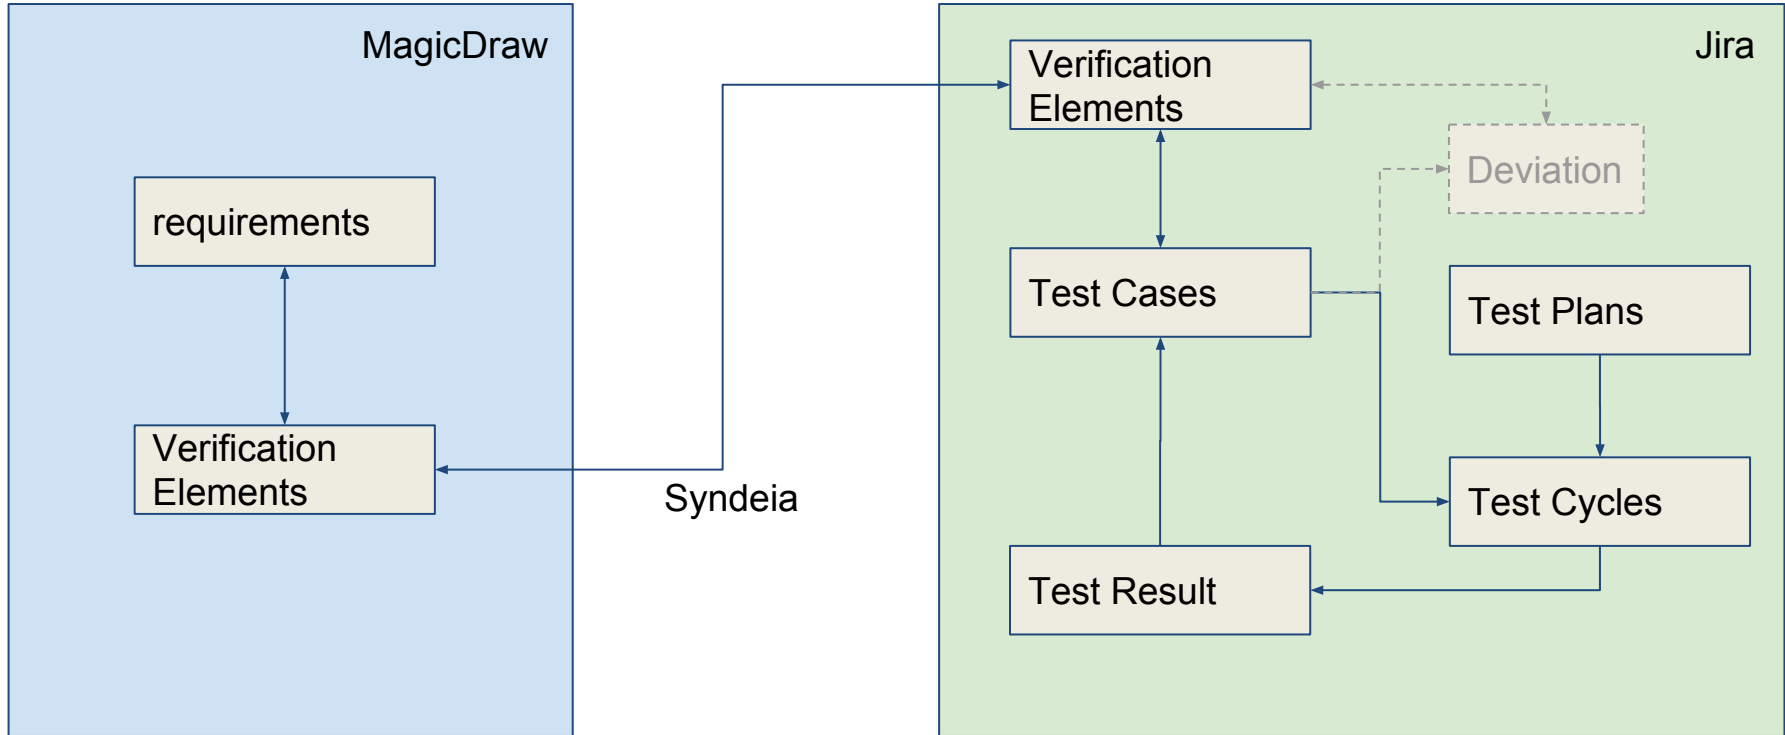 MagicDraw
requirements
Verification
Elements
Syndeia
Jira
Verification
Elements
Deviation
Test Cases
Test Plans
Test Cycles
Test Result